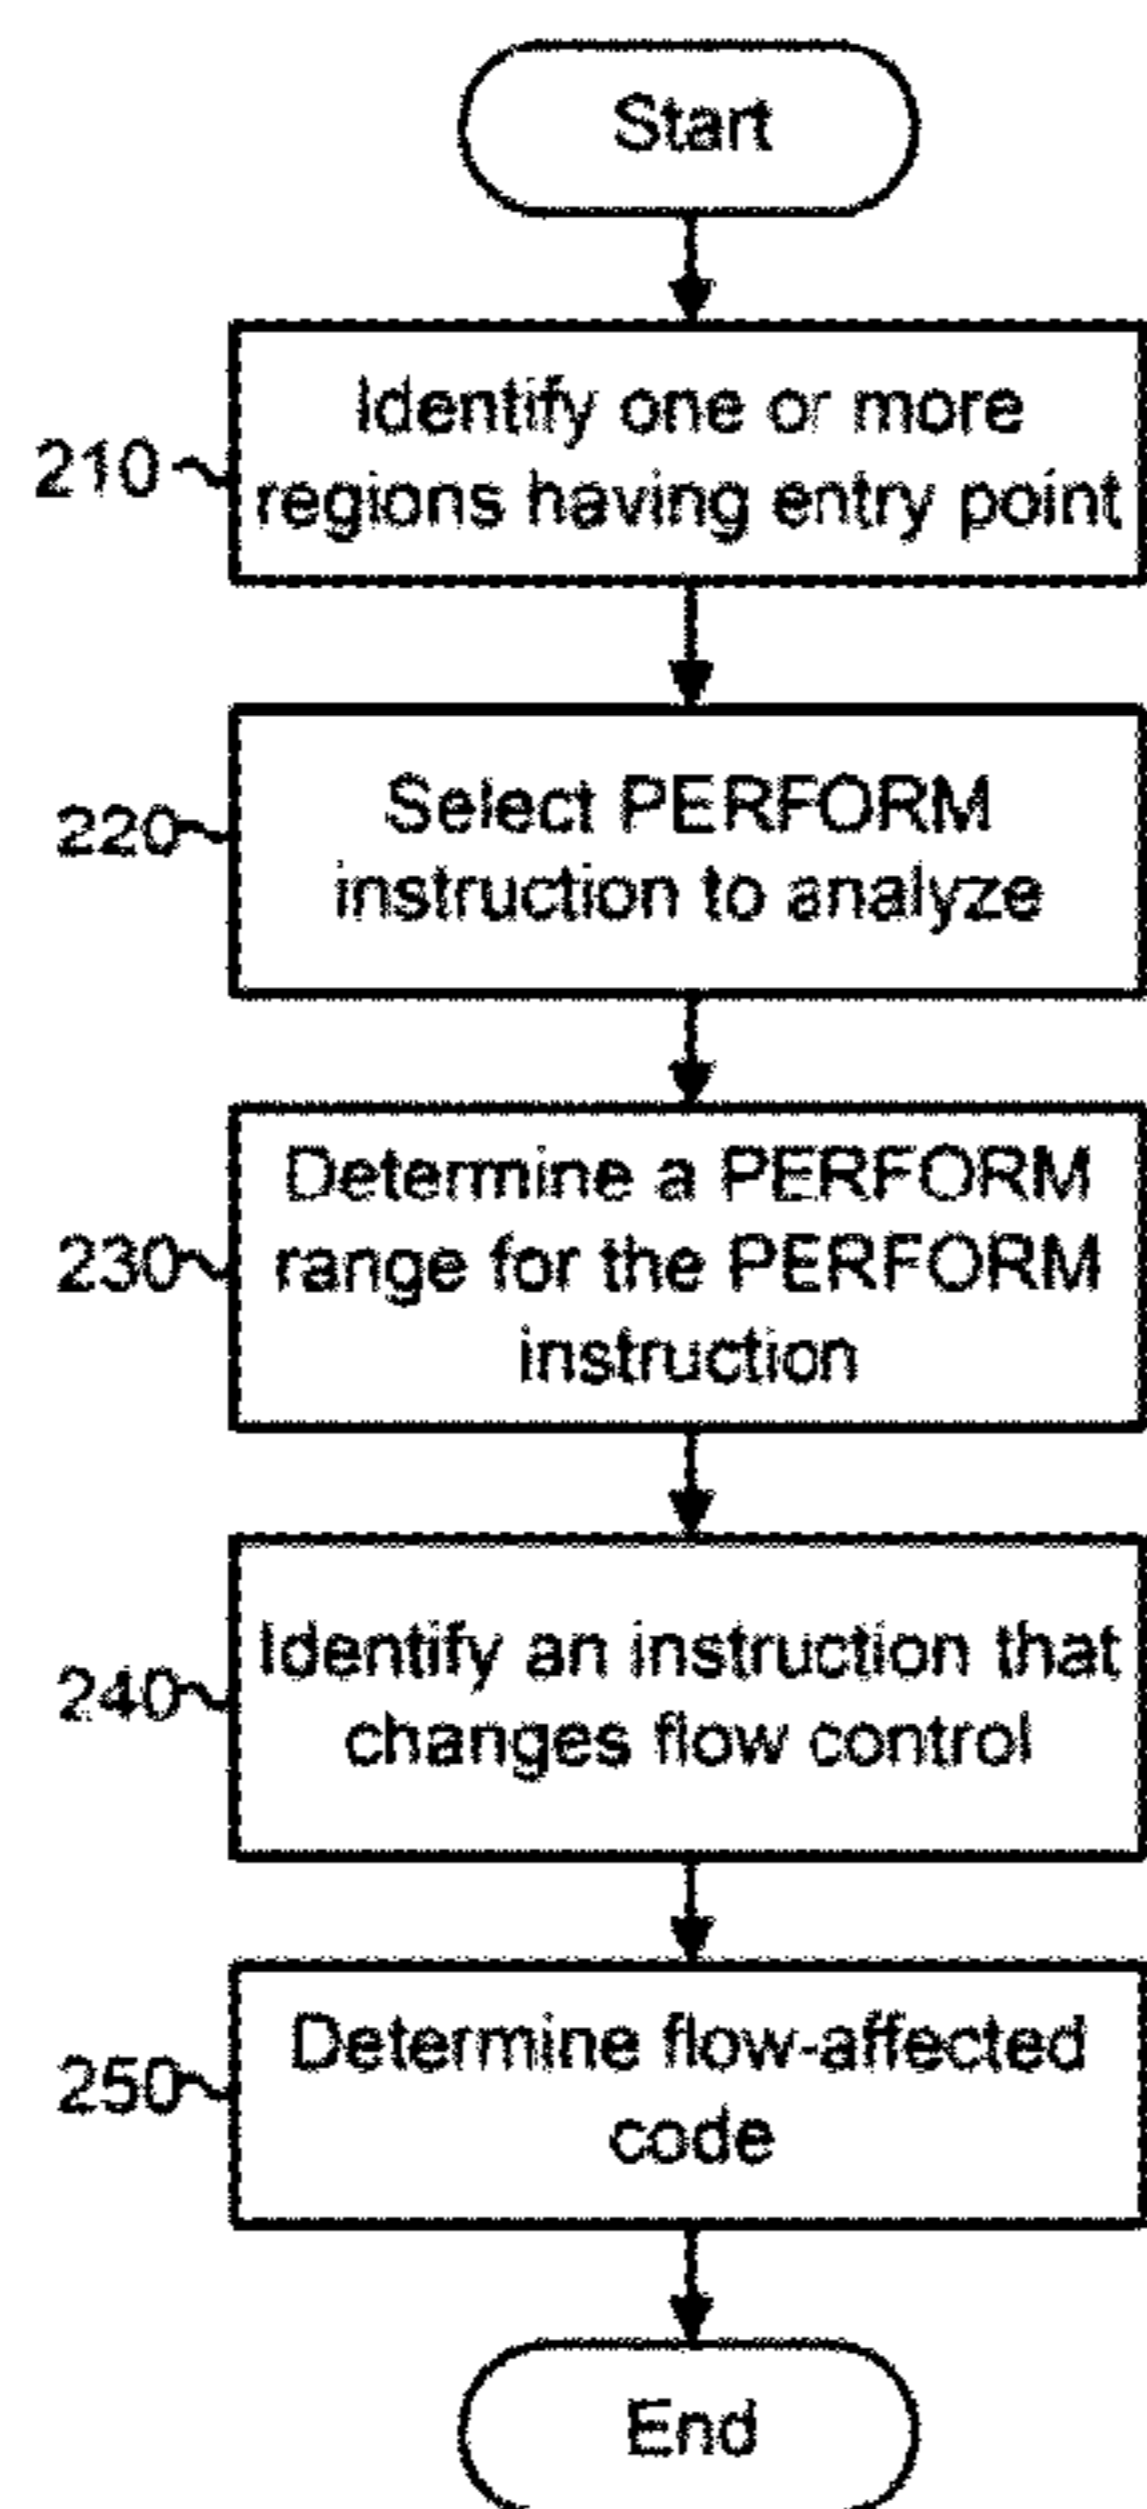 Start
210
Identify one or more
regions having entry point
220
Select PERFORM
instruction to analyze
230
Determine a PERFORM
range for the PERFORM
instruction
240
Identify an instruction that
changes flow control
250
Determine flow-affected
code
End